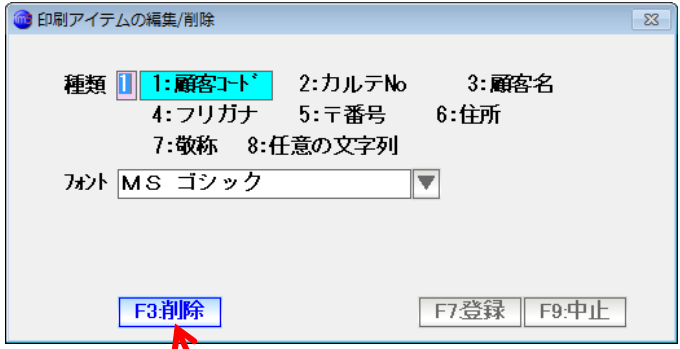 印刷アイテムの編集/削除
種類 1 1:顧客ｺｰﾄﾞ 2:カルテNo 3:顧客名
4:フリガナ 5:〒番号 6:住所
7:敬称 8:任意の文字列
ﾌｫﾝﾄ ＭＳ ゴシック
F3:削除 F7:登録 F9:中止